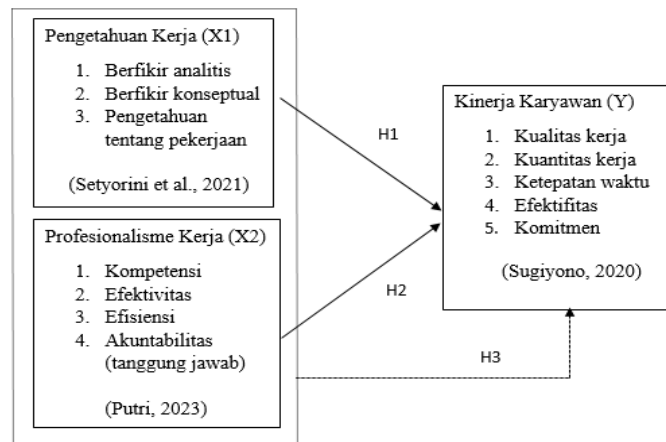 Pengetahuan Kerja (X1)
1. Berfikir analitis
2. Berfikir konseptual
3. Pengetahuan
tentang pekerjaan
(Setyorini et al., 2021)
Profesionalisme Kerja (X2)
1. Kompetensi
2. Efektivitas
3. Efisiensi
4. Akuntabilitas
(tanggung jawab)
(Putri, 2023)
H1
H2
H3
Kinerja Karyawan (Y)
1. Kualitas kerja
2. Kuantitas kerja
3. Ketepatan waktu
4. Efektifitas
5. Komitmen
(Sugiyono, 2020)